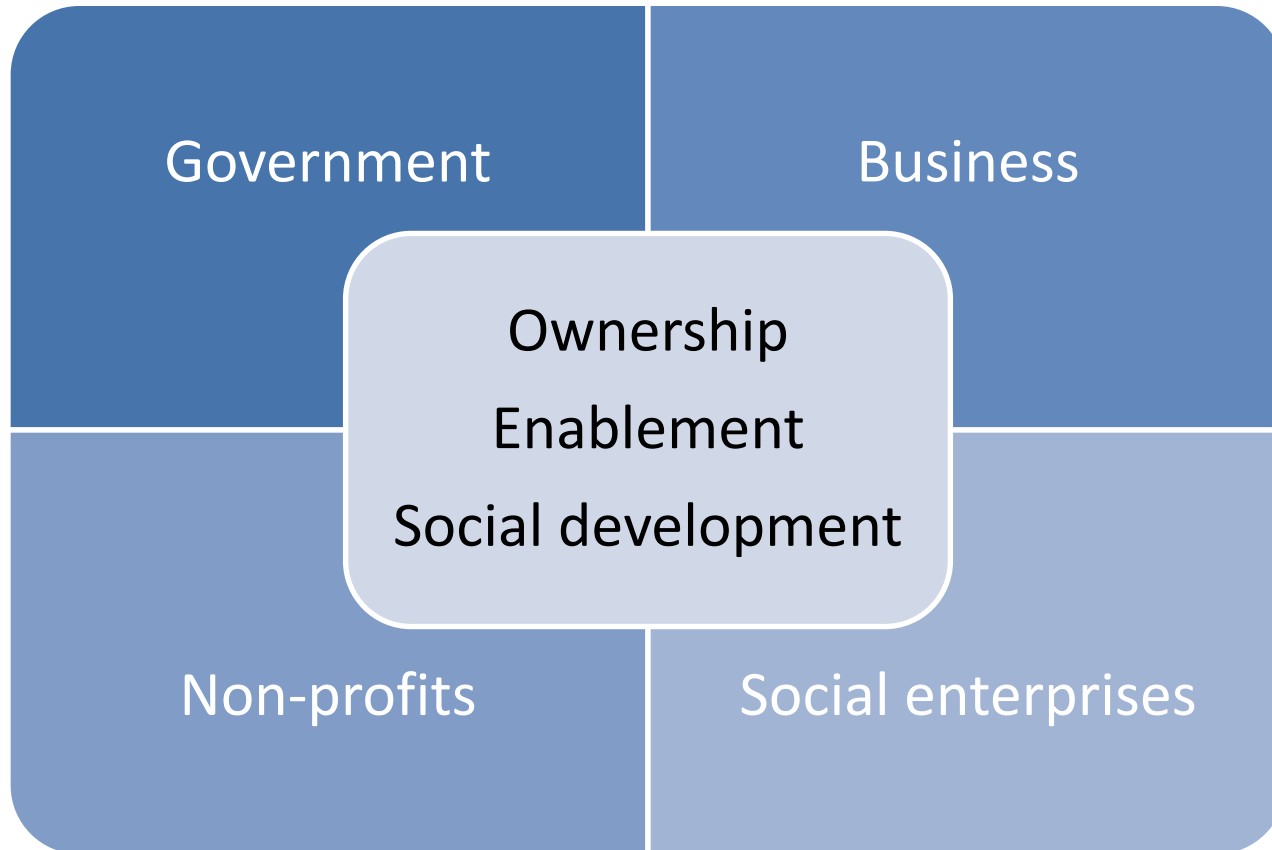 Government
Business
Ownership
Enablement
Social development
Non-profits
Social enterprises